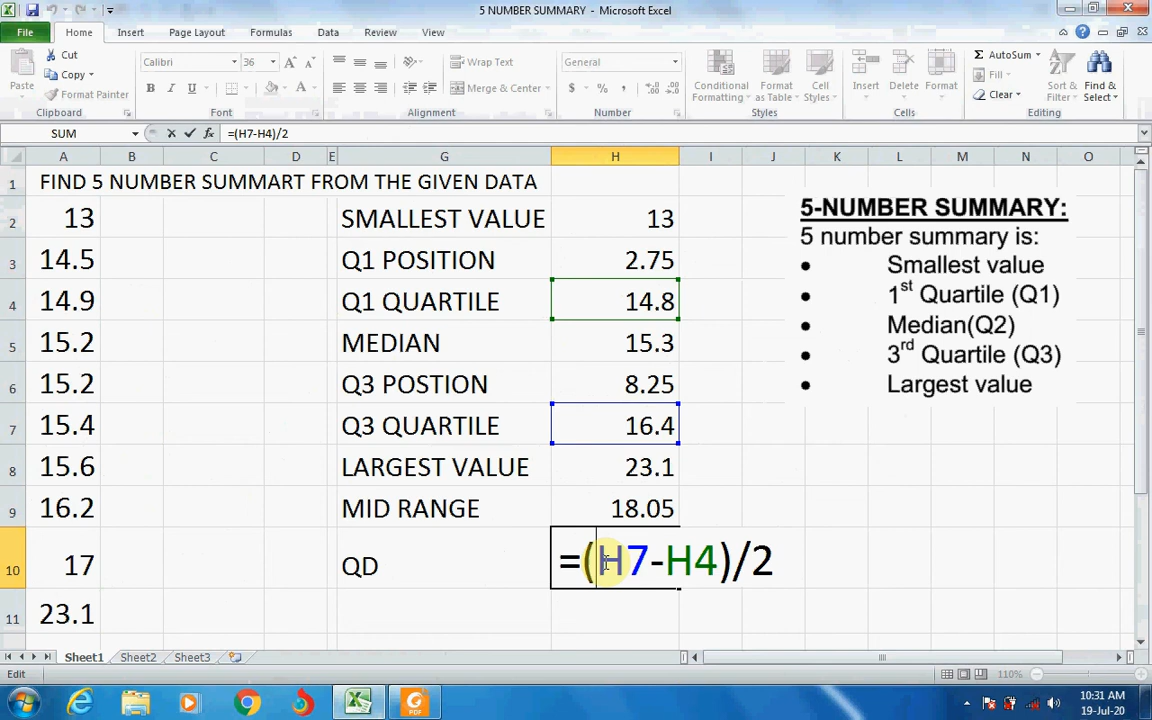 5 NUMBER SUMMARY - Microsoft Excel
File Home Insert Page Layout Formulas Data Review View
Paste
Cut
Copy
Format Painter
Clipboard
Calibri 36
A A
B I U A
Font
Wrap Text
Merge & Center
Alignment
General
$ % ,
Number
Conditional Formatting
Format as Table
Cell Styles
Styles
Insert Delete Format
Cells
Σ AutoSum
Fill
Clear
Sort & Filter
Find & Select
Editing
SUM fx =(H7-H4)/2
A B C D E G H I J K L M N O
1 FIND 5 NUMBER SUMMART FROM THE GIVEN DATA
2 13 SMALLEST VALUE 13
3 14.5 Q1 POSITION 2.75
4 14.9 Q1 QUARTILE 14.8
5 15.2 MEDIAN 15.3
6 15.2 Q3 POSTION 8.25
7 15.4 Q3 QUARTILE 16.4
8 15.6 LARGEST VALUE 23.1
9 16.2 MID RANGE 18.05
10 17 QD =(H7-H4)/2
11 23.1
5-NUMBER SUMMARY:
5 number summary is:
• Smallest value
• 1st Quartile (Q1)
• Median(Q2)
• 3rd Quartile (Q3)
• Largest value
Sheet1 Sheet2 Sheet3
Edit 110%
PDF
10:31 AM
19-Jul-20